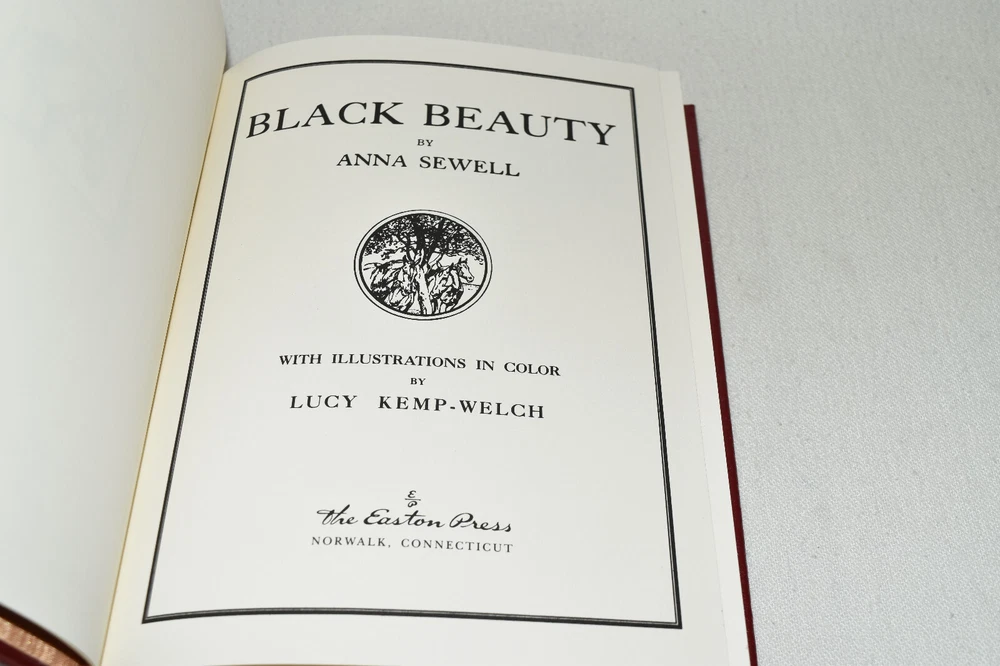 BLACK BEAUTY
BY
ANNA SEWELL
WITH ILLUSTRATIONS IN COLOR
BY
LUCY KEMP-WELCH
E
P
the Easton Press
NORWALK, CONNECTICUT